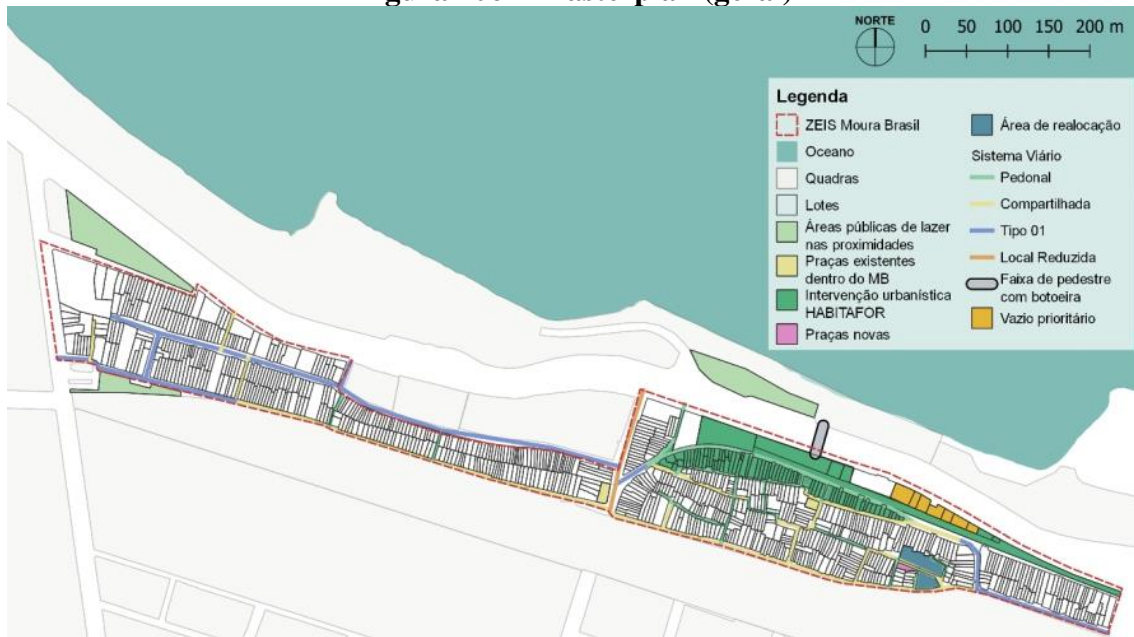 (geral)
NORTE
0 50 100 150 200 m
Legenda
ZEIS Moura Brasil
Oceano
Quadras
Lotes
Áreas públicas de lazer
nas proximidades
Praças existentes
dentro do MB
Intervenção urbanística
HABITAFOR
Praças novas
Área de realocação
Sistema Viário
Pedonal
Compartilhada
Tipo 01
Local Reduzida
Faixa de pedestre
com botoeira
Vazio prioritário